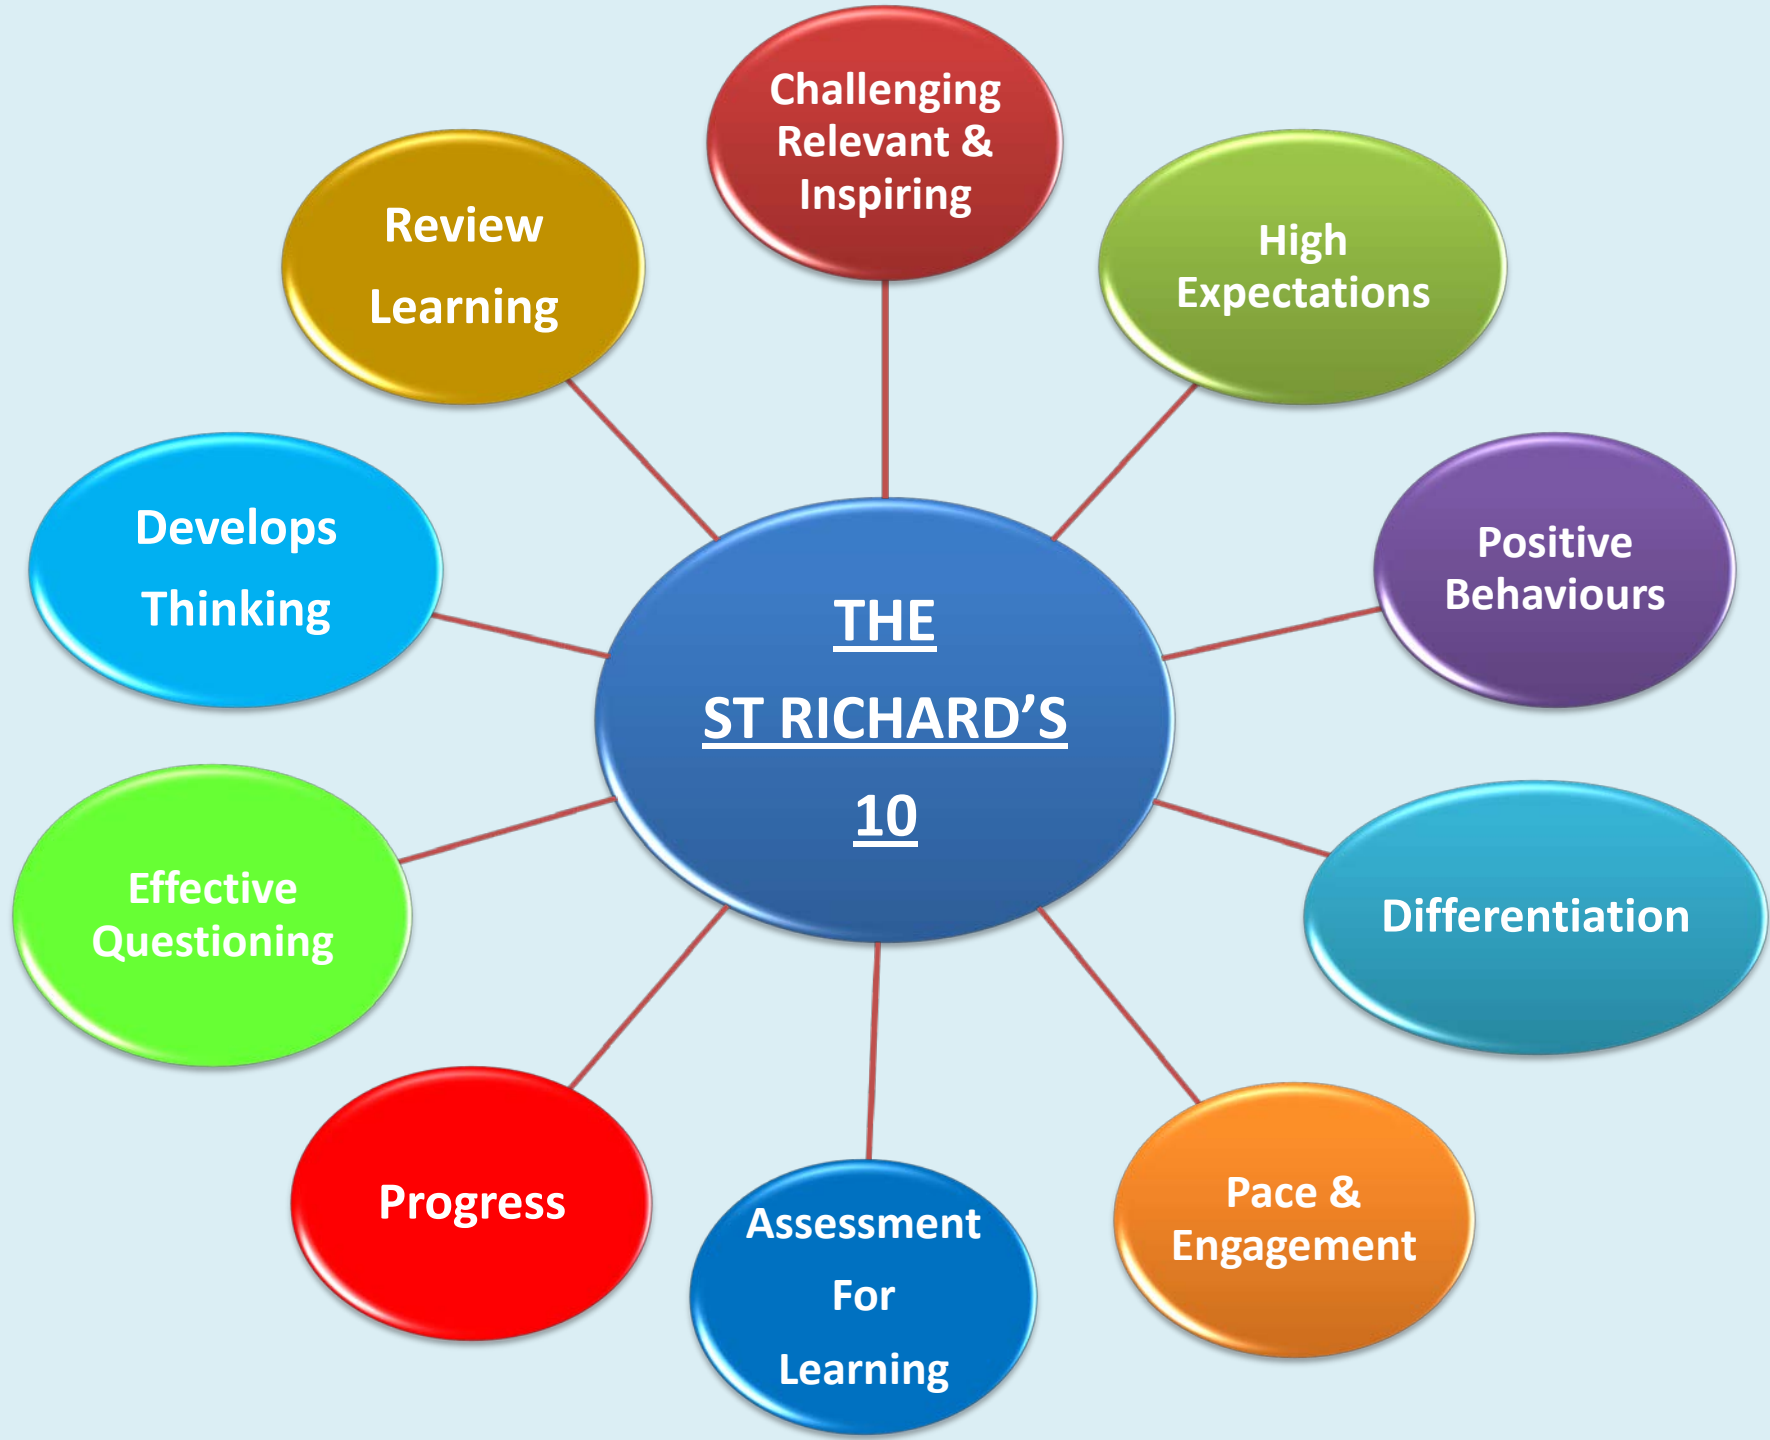 Challenging
Relevant &
Inspiring
High
Expectations
Positive
Behaviours
Differentiation
Pace &
Engagement
Assessment
For
Learning
Progress
Effective
Questioning
Develops
Thinking
Review
Learning
THE
ST RICHARD’S
10